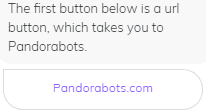 The first button below is a url
button, which takes you to
Pandorabots.
Pandorabots.com